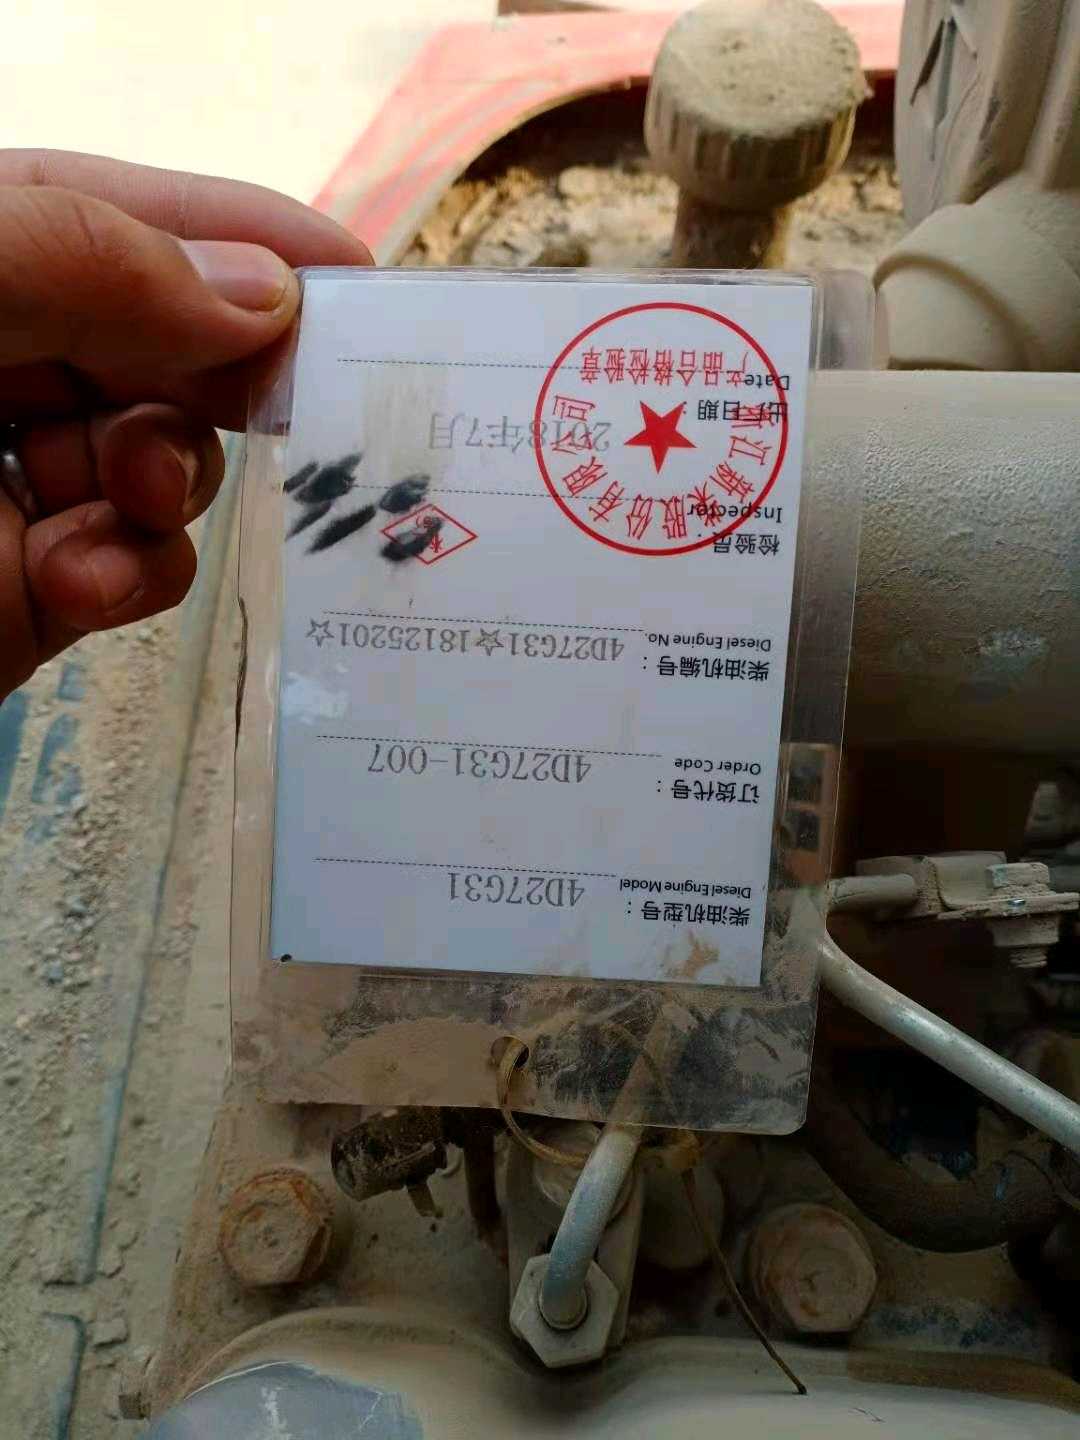 柴油机型号：
4D27G31
Diesel Engine Model
订货代号：
4D27G31-007
Order Code
柴油机编号：
4D27G31☆18125201☆
Diesel Engine No.
检验员：
Inspector
出厂日期：
2018年7月
Date
浙江新柴股份有限公司
产品合格检验章